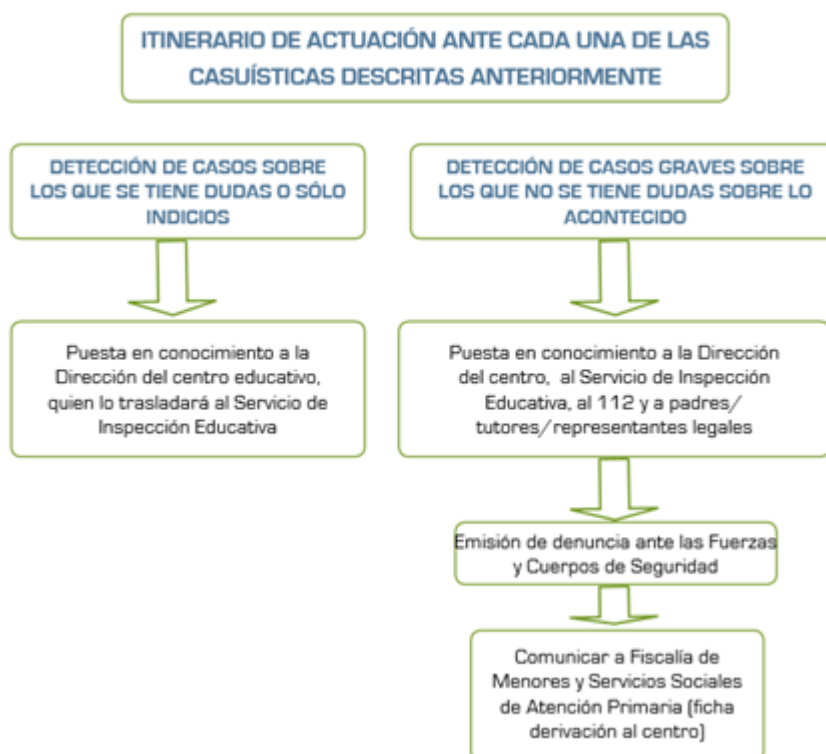 ITINERARIO DE ACTUACIÓN ANTE CADA UNA DE LAS
CASUÍSTICAS DESCRITAS ANTERIORMENTE
DETECCIÓN DE CASOS SOBRE
LOS QUE SE TIENE DUDAS O SÓLO
INDICIOS
DETECCIÓN DE CASOS GRAVES SOBRE
LOS QUE NO SE TIENE DUDAS SOBRE LO
ACONTECIDO
Puesta en conocimiento a la
Dirección del centro educativo,
quien lo trasladará al Servicio de
Inspección Educativa
Puesta en conocimiento a la Dirección
del centro, al Servicio de Inspección
Educativa, al 112 y a padres/
tutores/representantes legales
Emisión de denuncia ante las Fuerzas
y Cuerpos de Seguridad
Comunicar a Fiscalía de
Menores y Servicios Sociales
de Atención Primaria (ficha
derivación al centro)